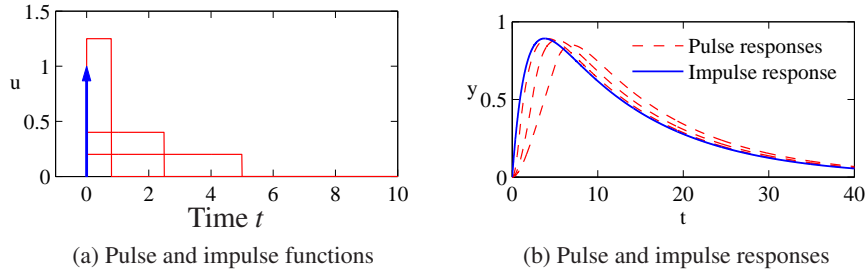 1.5
1
u
0.5
0
0 2 4 6 8 10
Time t
(a) Pulse and impulse functions
1
y
0.5
0
Pulse responses
Impulse response
0 10 20 30 40
t
(b) Pulse and impulse responses